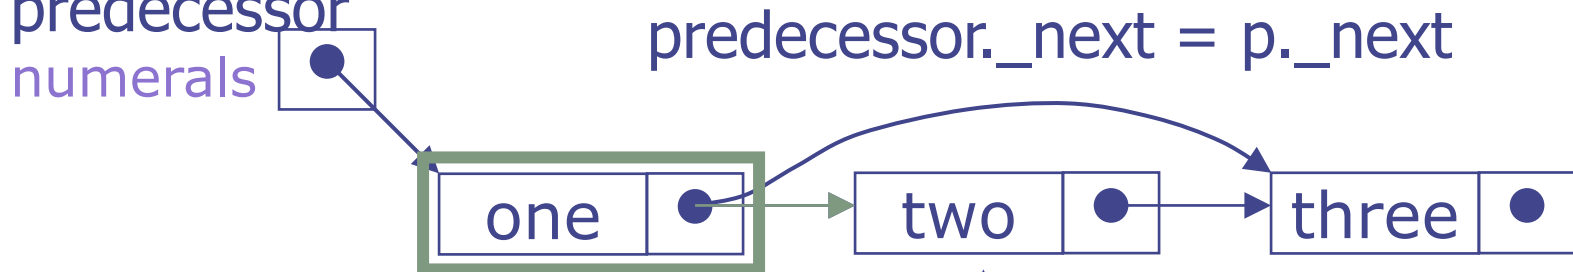 predecessor
numerals
predecessor._next = p._next
one
two
three